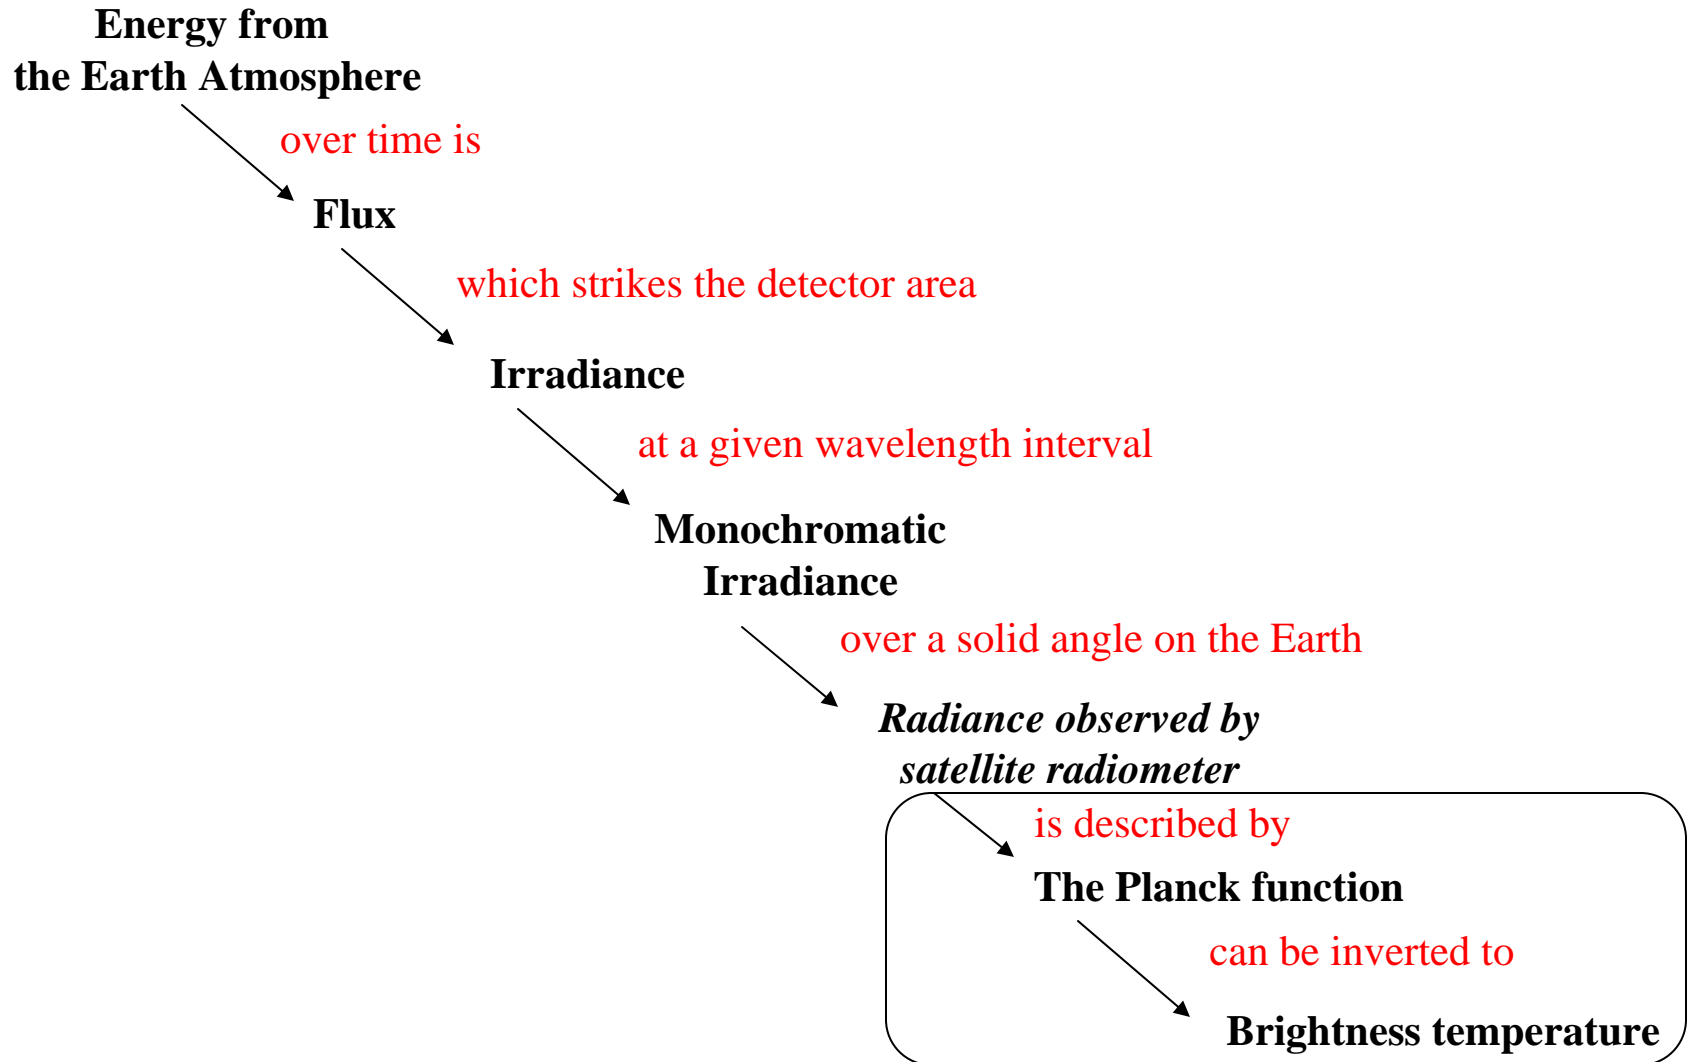 Energy from
the Earth Atmosphere
over time is
Flux
which strikes the detector area
Irradiance
at a given wavelength interval
Monochromatic
Irradiance
over a solid angle on the Earth
Radiance observed by
satellite radiometer
is described by
The Planck function
can be inverted to
Brightness temperature